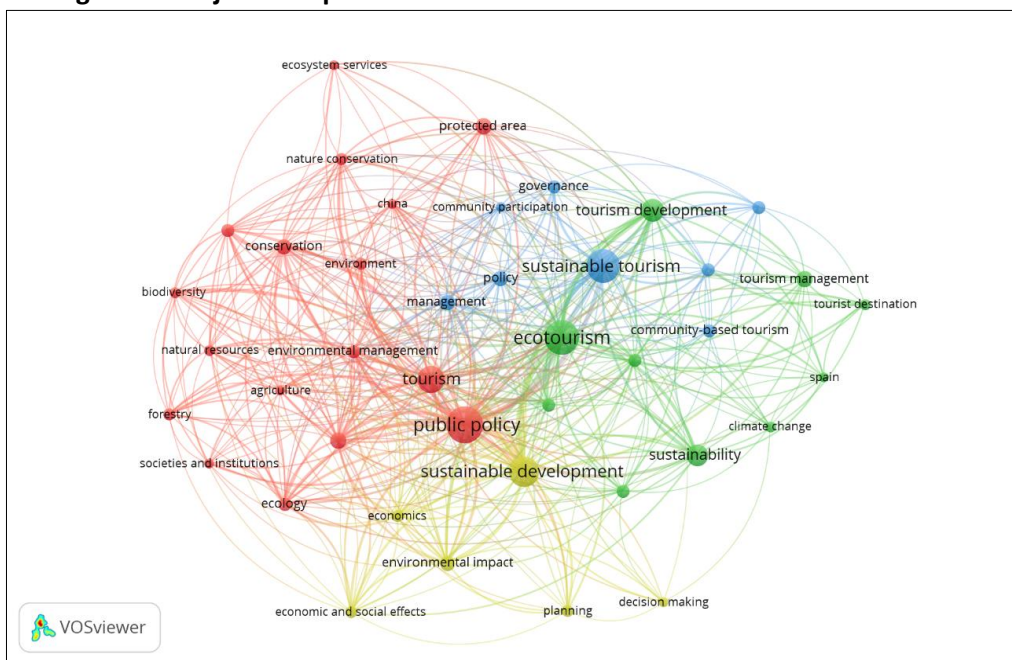 ecosystem services
protected area
nature conservation
governance
china
community participation
tourism development
conservation
environment
sustainable tourism
policy
tourism management
biodiversity
management
tourist destination
community-based tourism
ecotourism
natural resources
environmental management
tourism
spain
agriculture
forestry
public policy
climate change
sustainability
societies and institutions
sustainable development
ecology
economics
environmental impact
economic and social effects
planning
decision making
VOSviewer